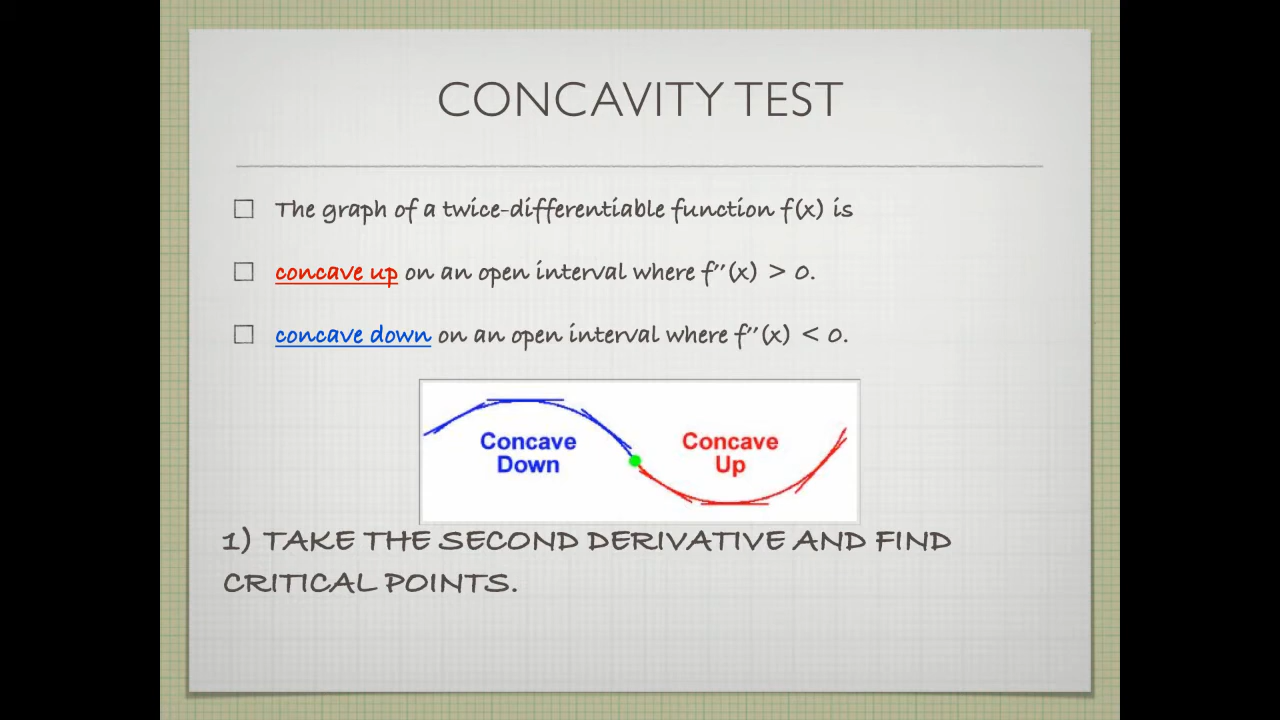 CONCAVITY TEST
The graph of a twice-differentiable function f(x) is
concave up on an open interval where f''(x) > 0.
concave down on an open interval where f''(x) < 0.
Concave Down
Concave Up
1) TAKE THE SECOND DERIVATIVE AND FIND
CRITICAL POINTS.